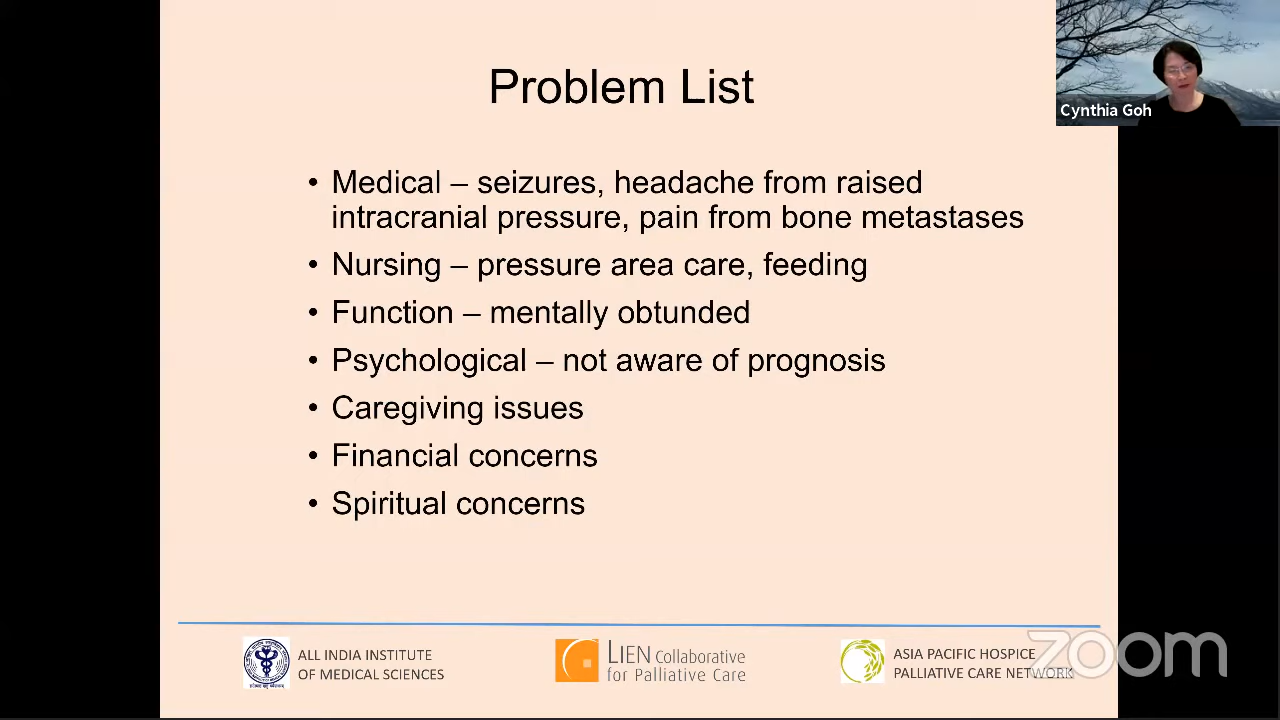 Problem List
Cynthia Goh
• Medical – seizures, headache from raised
intracranial pressure, pain from bone metastases
• Nursing – pressure area care, feeding
• Function – mentally obtunded
• Psychological – not aware of prognosis
• Caregiving issues
• Financial concerns
• Spiritual concerns
ALL INDIA INSTITUTE
OF MEDICAL SCIENCES
LIEN Collaborative
for Palliative Care
ASIA PACIFIC HOSPICE
PALLIATIVE CARE NETWORK
zoom